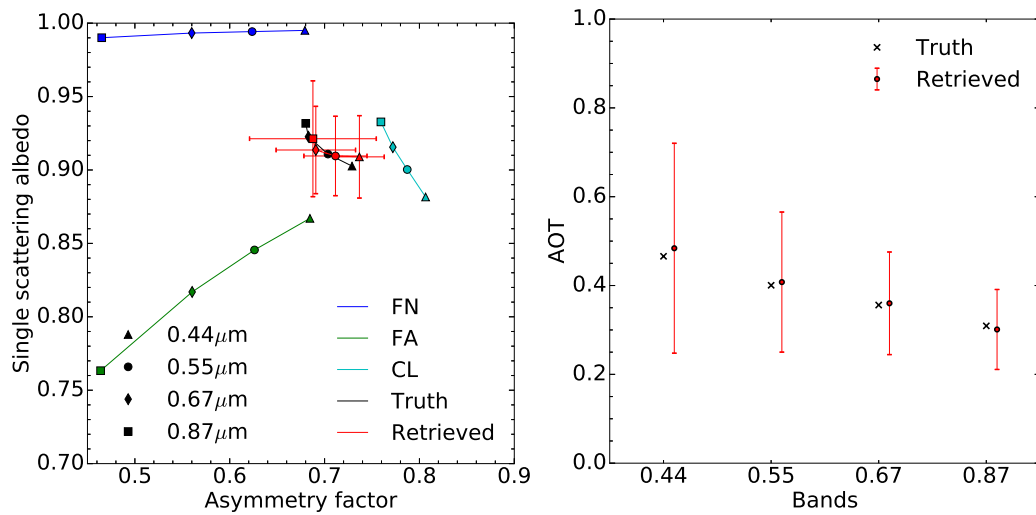 Single scattering albedo
1.00
0.95
0.90
0.85
0.80
0.75
0.70
0.44μm
0.55μm
0.67μm
0.87μm
FN
FA
CL
Truth
Retrieved
0.5 0.6 0.7 0.8 0.9
Asymmetry factor
AOT
1.0
0.8
0.6
0.4
0.2
0.0
Truth
Retrieved
0.44 0.55 0.67 0.87
Bands